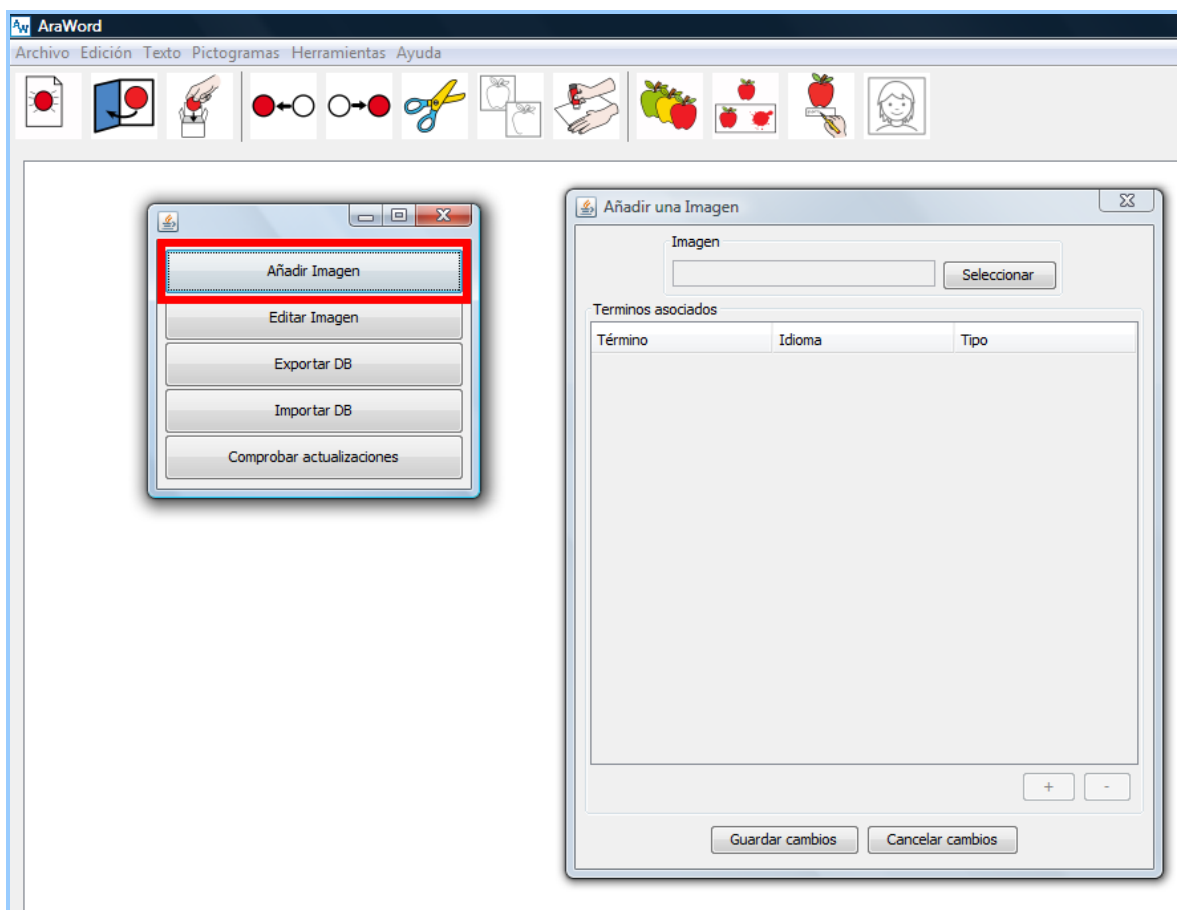 AW AraWord
Archivo Edición Texto Pictogramas Herramientas Ayuda
Añadir Imagen
Editar Imagen
Exportar DB
Importar DB
Comprobar actualizaciones
Añadir una Imagen
Imagen
Seleccionar
Terminos asociados
Término Idioma Tipo
+ -
Guardar cambios Cancelar cambios